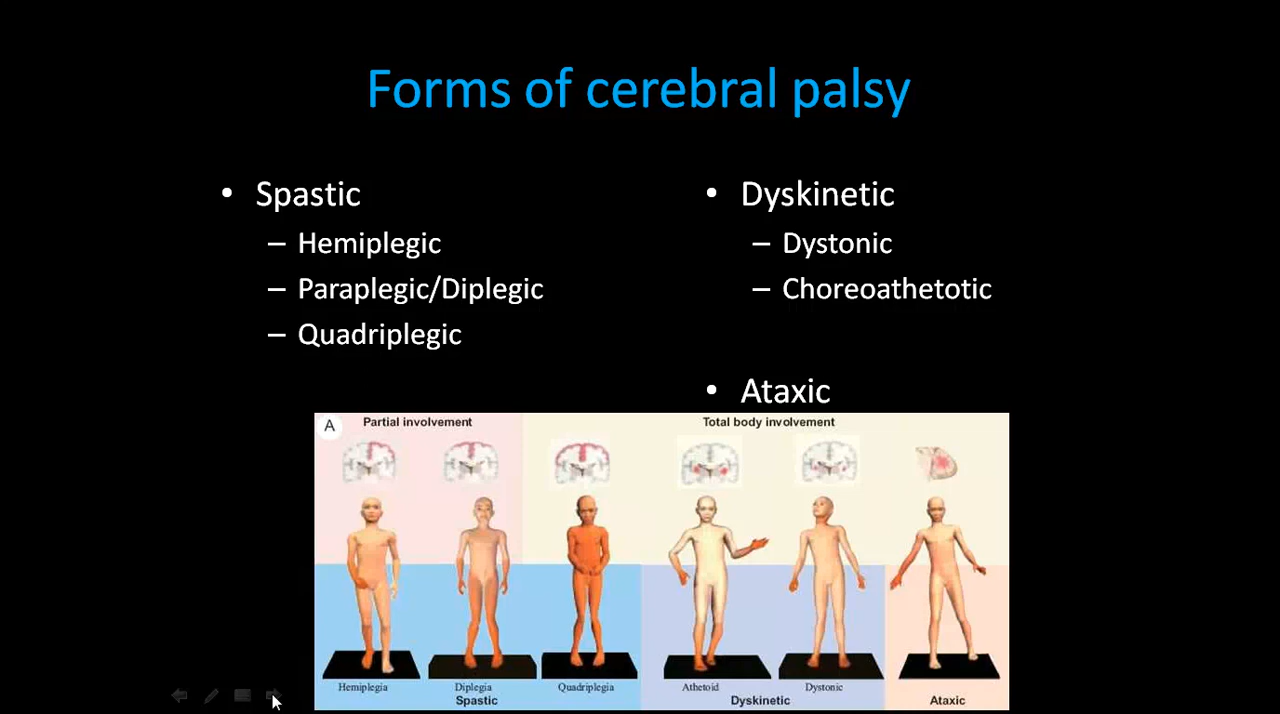 Forms of cerebral palsy
• Spastic
– Hemiplegic
– Paraplegic/Diplegic
– Quadriplegic
• Dyskinetic
– Dystonic
– Choreoathetotic
• Ataxic
A
Partial involvement
Total body involvement
Hemiplegia
Diplegia
Quadriplegia
Athetoid
Dystonic
Spastic
Dyskinetic
Ataxic